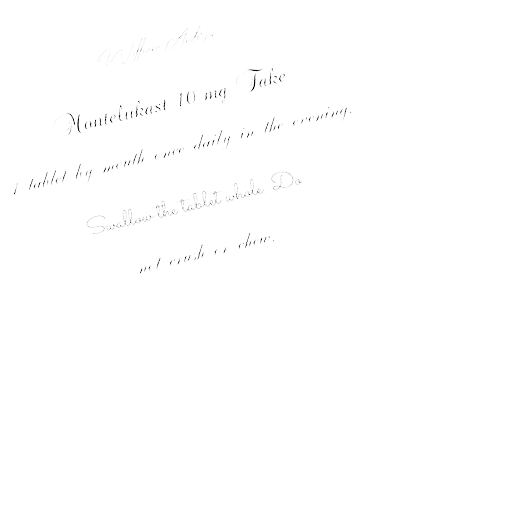 Montelukast 10 mg Take
1 tablet by mouth once daily in the evening.
Swallow the tablet whole Do
not crush or chew.